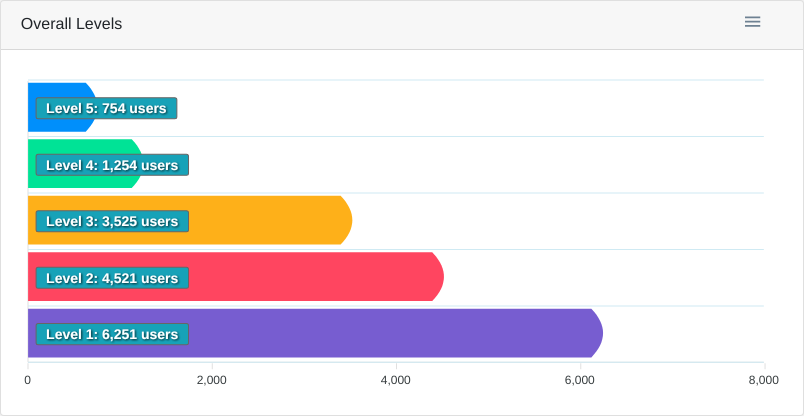 Overall Levels
Level 5: 754 users
Level 4: 1,254 users
Level 3: 3,525 users
Level 2: 4,521 users
Level 1: 6,251 users
0 2,000 4,000 6,000 8,000